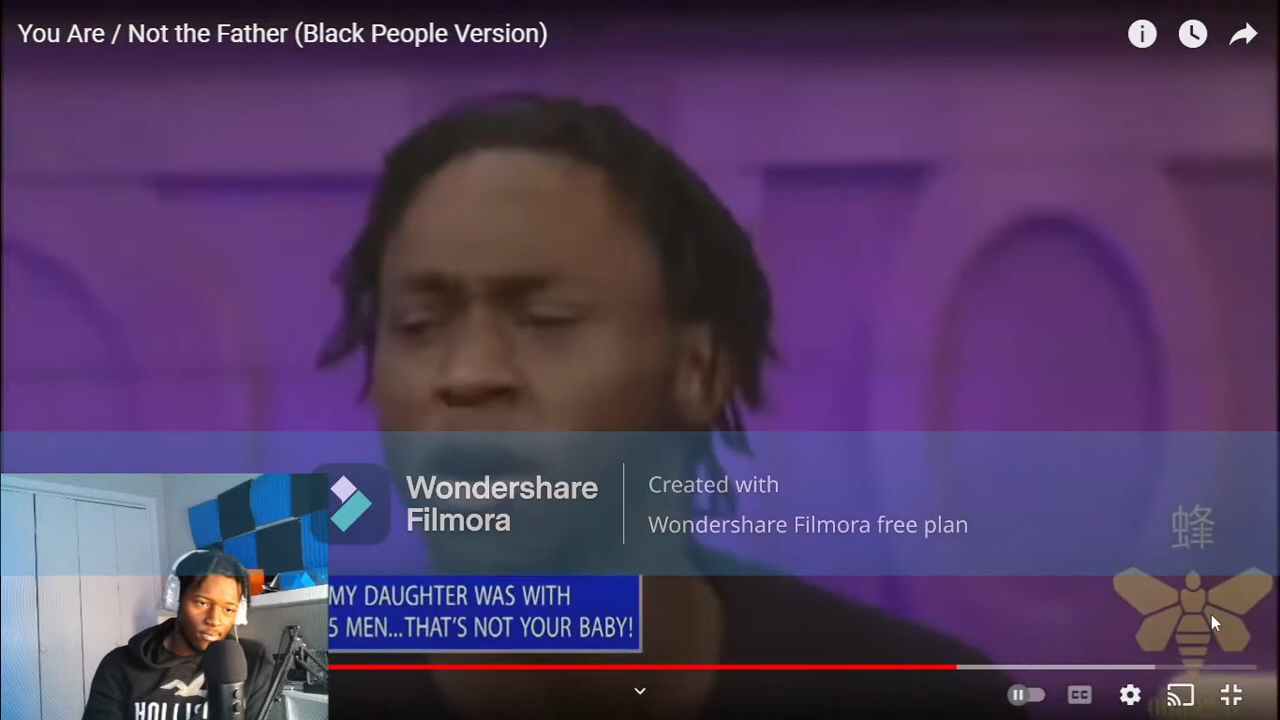 You Are / Not the Father (Black People Version)
Wondershare
Filmora
Created with
Wondershare Filmora free plan
蜂
MY DAUGHTER WAS WITH
5 MEN...THAT'S NOT YOUR BABY!
CC